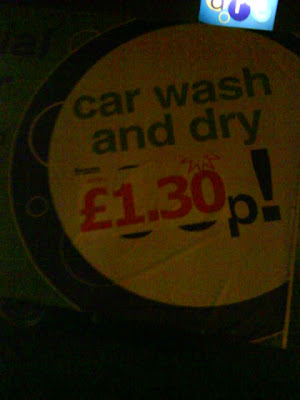 car wash
and dry
from
£1.30p!